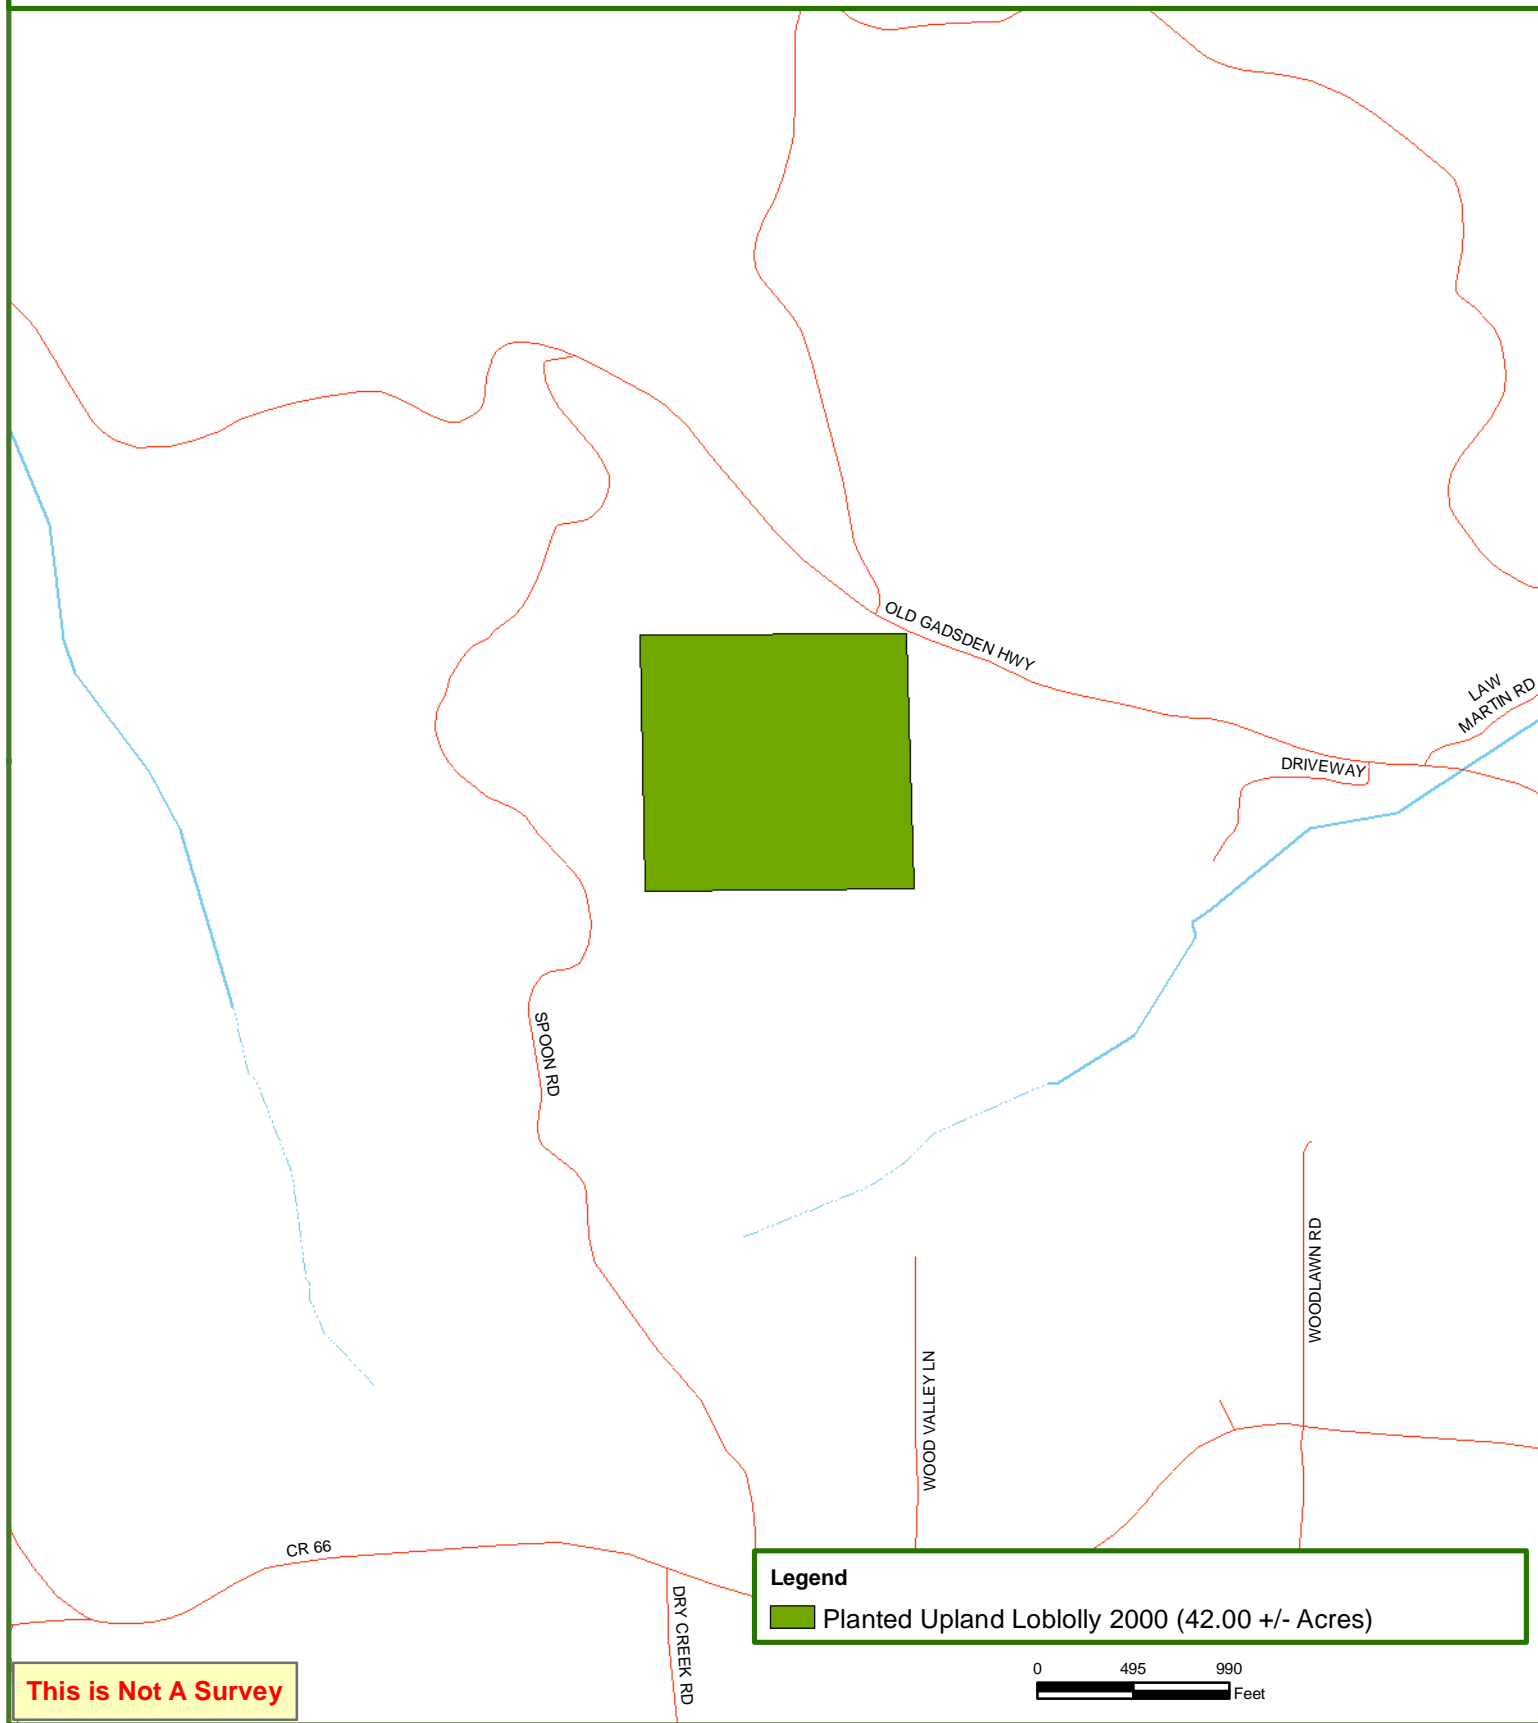 OLD GADSDEN HWY
LAW
MARTIN RD
DRIVEWAY
SPOON RD
WOODLAWN RD
WOOD VALLEY LN
CR 66
DRY CREEK RD
Legend
Planted Upland Loblolly 2000 (42.00 +/- Acres)
This is Not A Survey
0 495 990
Feet